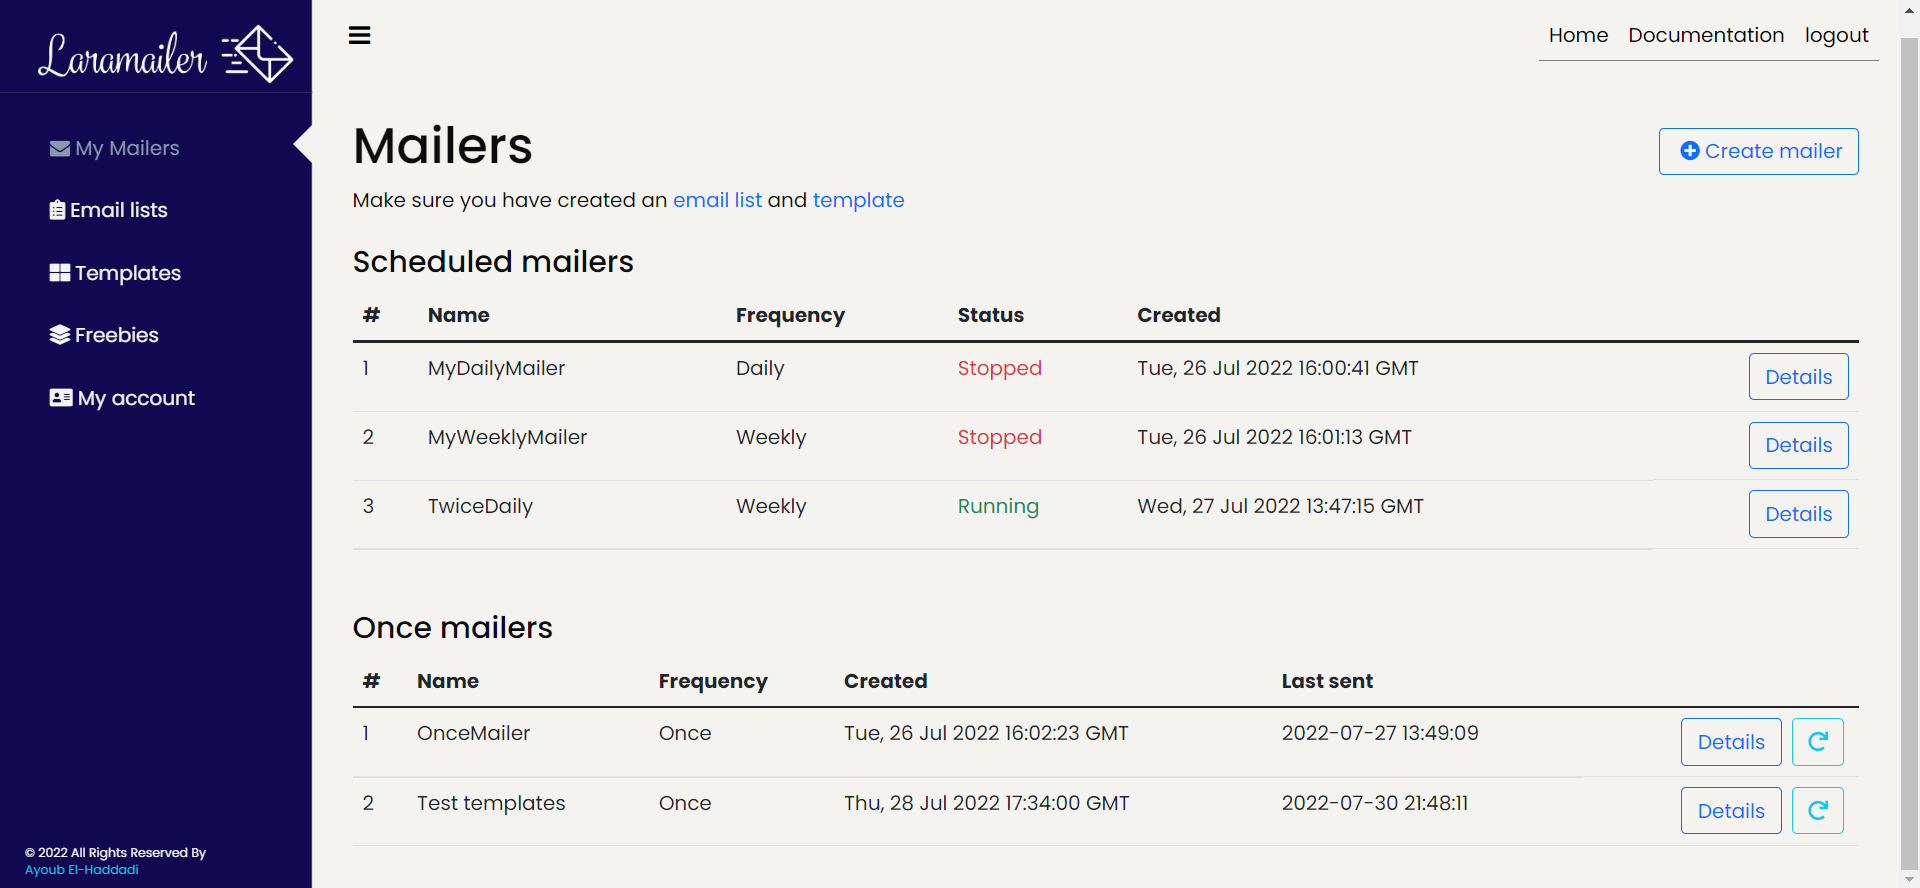 Laramailer
Home Documentation logout
My Mailers
Email lists
Templates
Freebies
My account
© 2022 All Rights Reserved By
Ayoub El-Haddadi
Mailers
Create mailer
Make sure you have created an email list and template
Scheduled mailers
# Name Frequency Status Created
1 MyDailyMailer Daily Stopped Tue, 26 Jul 2022 16:00:41 GMT Details
2 MyWeeklyMailer Weekly Stopped Tue, 26 Jul 2022 16:01:13 GMT Details
3 TwiceDaily Weekly Running Wed, 27 Jul 2022 13:47:15 GMT Details
Once mailers
# Name Frequency Created Last sent
1 OnceMailer Once Tue, 26 Jul 2022 16:02:23 GMT 2022-07-27 13:49:09 Details
2 Test templates Once Thu, 28 Jul 2022 17:34:00 GMT 2022-07-30 21:48:11 Details